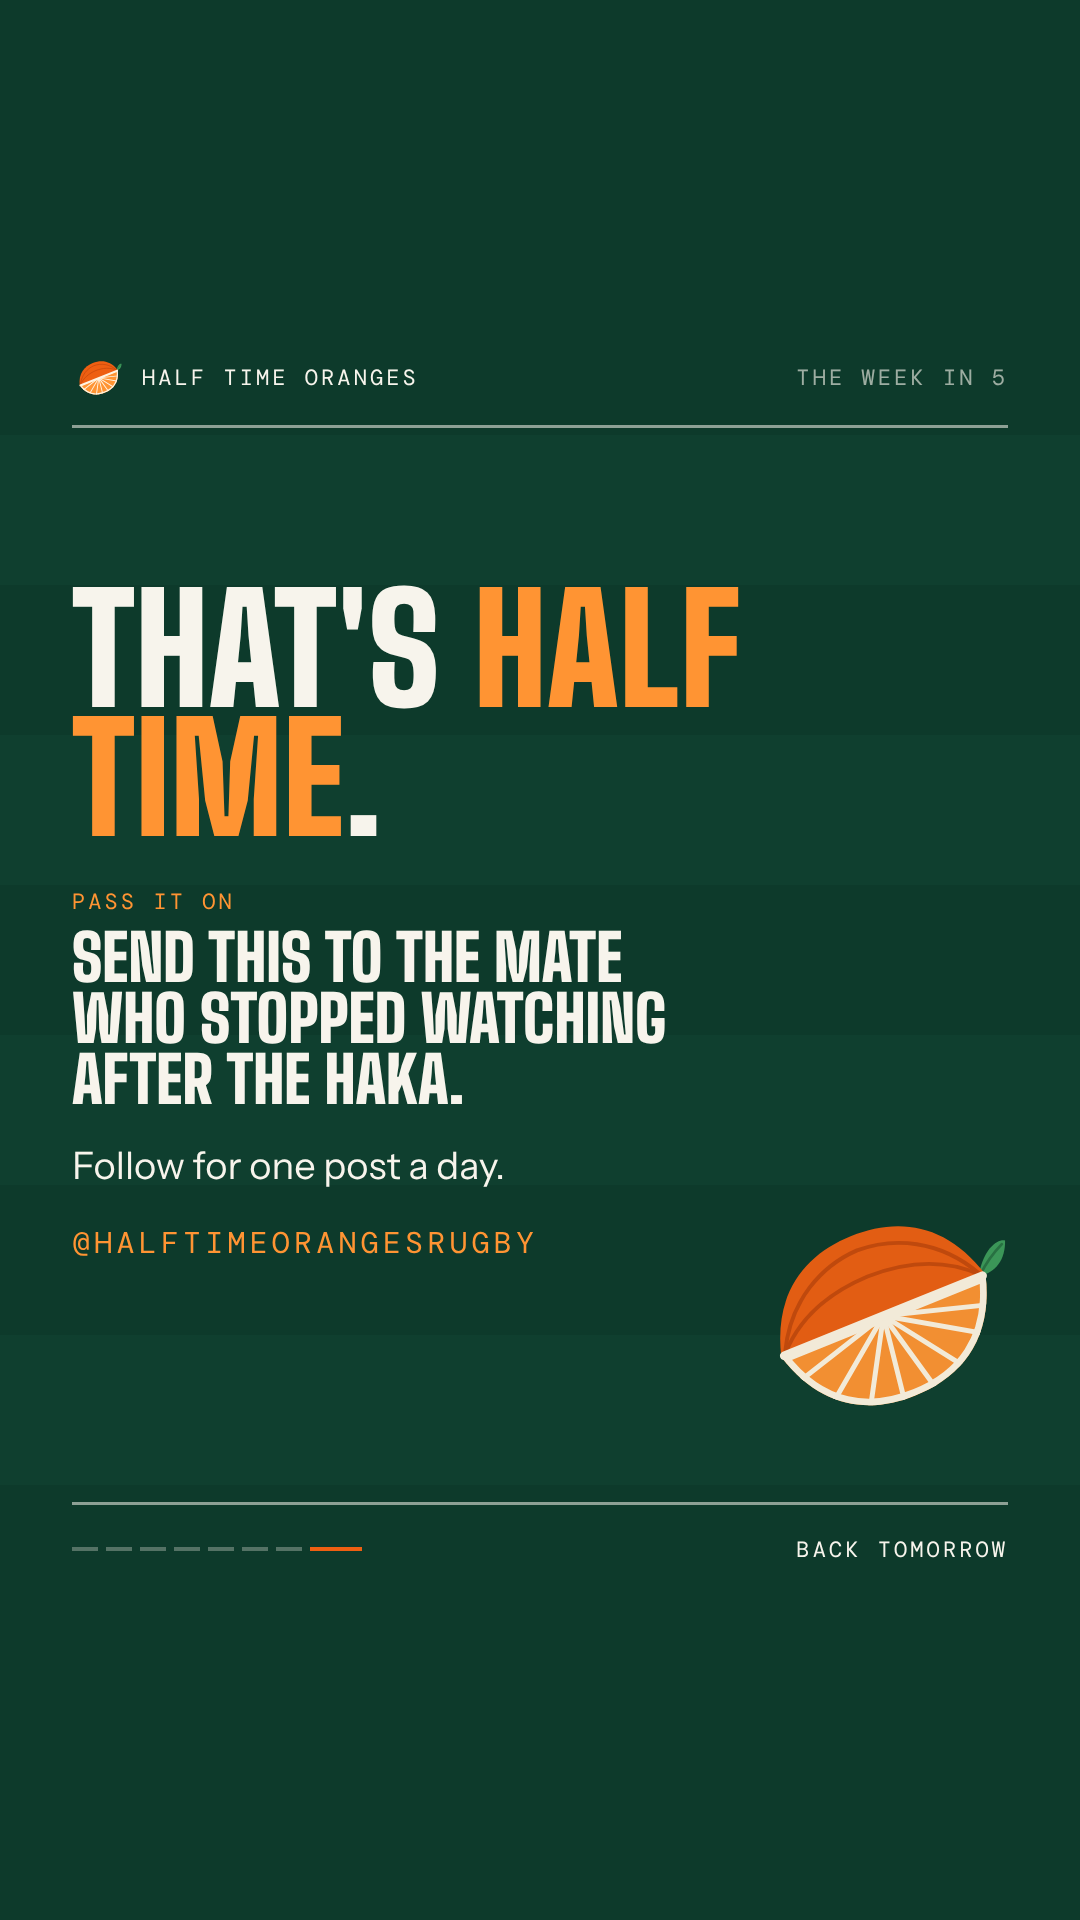 HALF TIME ORANGES
THE WEEK IN 5
THAT'S HALF
TIME.
PASS IT ON
SEND THIS TO THE MATE
WHO STOPPED WATCHING
AFTER THE HAKA.
Follow for one post a day.
@HALFTIMEORANGESRUGBY
BACK TOMORROW